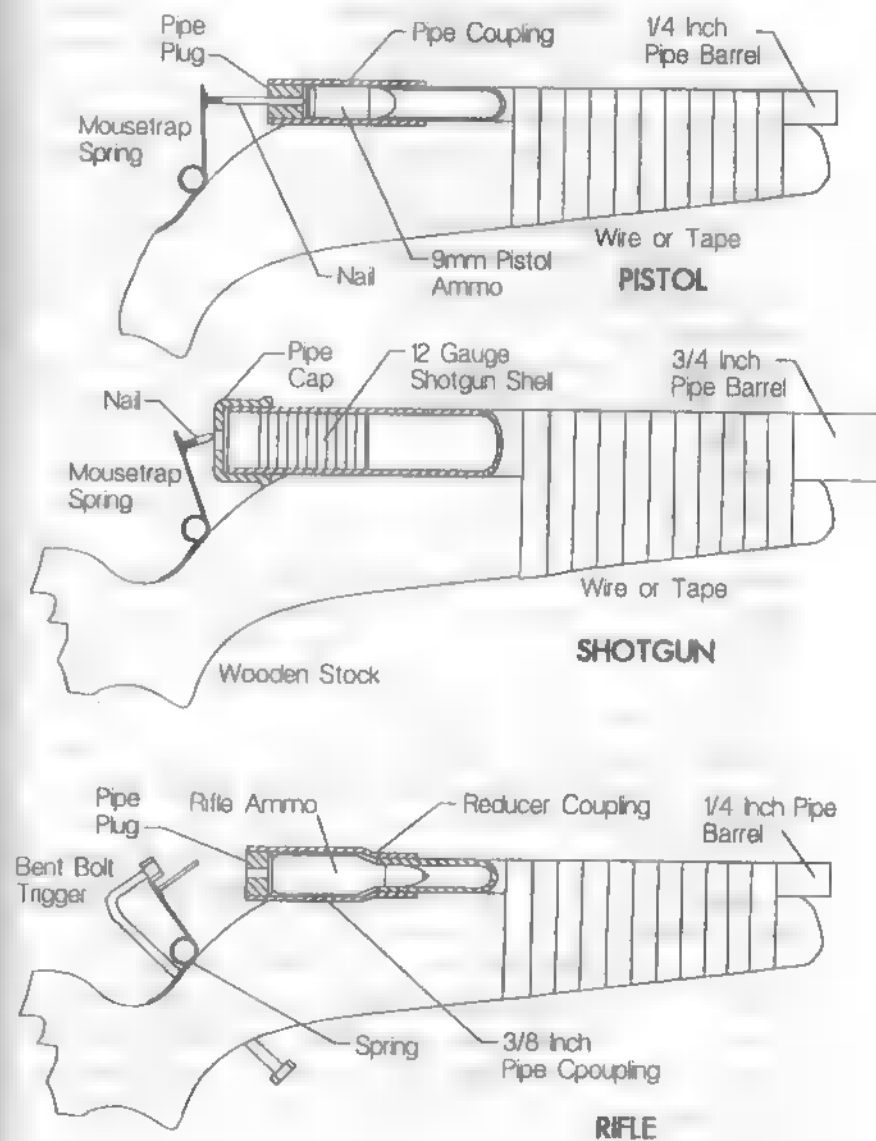 Pipe
Plug
Pipe Coupling
1/4 Inch
Pipe Barrel
Mousetrap
Spring
Nail
9mm Pistol
Ammo
Wire or Tape
PISTOL
Pipe
Cap
12 Gauge
Shotgun Shell
3/4 Inch
Pipe Barrel
Nail
Mousetrap
Spring
Wire or Tape
SHOTGUN
Wooden Stock
Pipe
Plug
Rifle Ammo
Reducer Coupling
1/4 Inch Pipe
Barrel
Bent Bolt
Trigger
Spring
3/8 Inch
Pipe Cpoupling
RIFLE